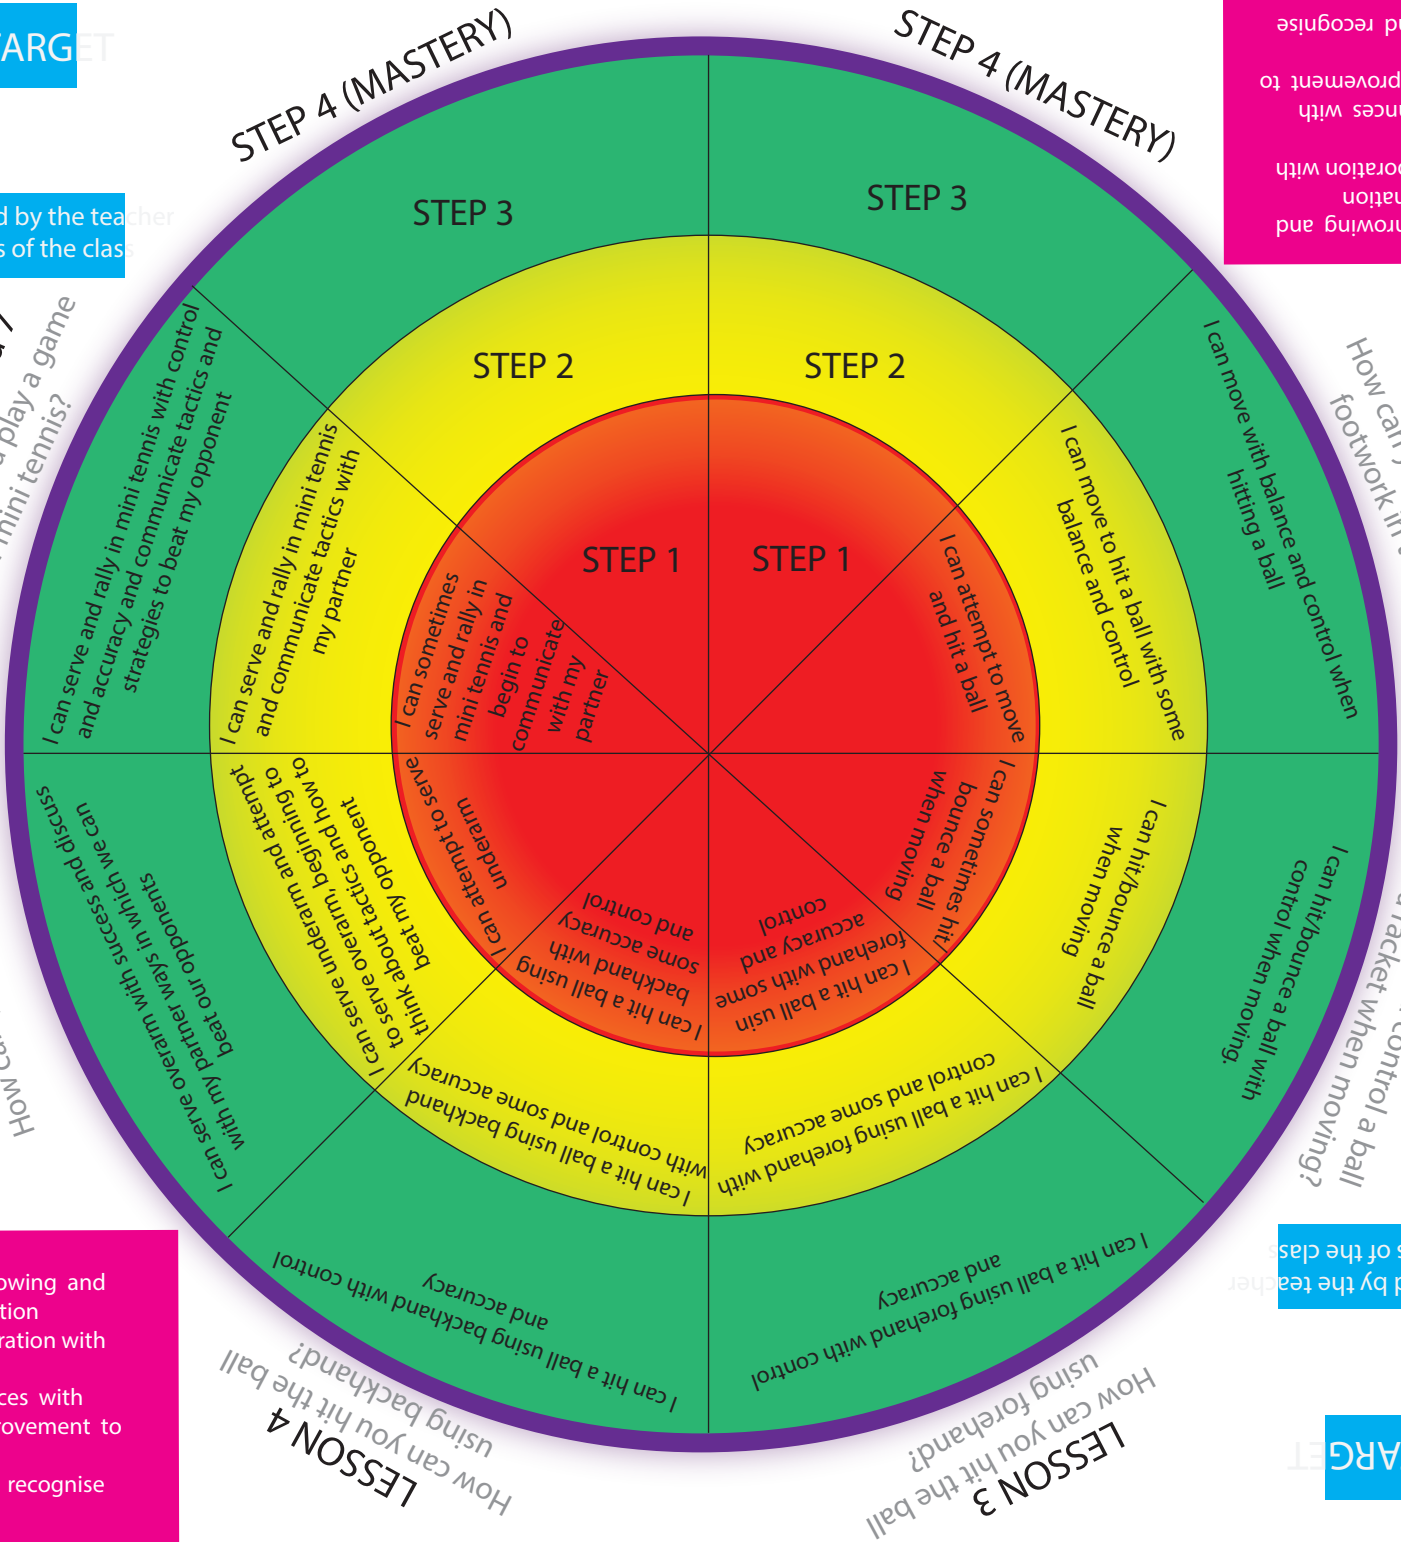 TARGET
d by the teacher
s of the class
STEP 4 (MASTERY)
STEP 4 (MASTERY)
STEP 3
STEP 3
STEP 2
STEP 2
STEP 1
STEP 1
d recognise
provement to
nces with
oration with
nation
hrowing and
How can
footwork in
I can move with balance and control when
hitting a ball
I can move to hit a ball with some
balance and control
I can attempt to move
and hit a ball
control a ball
a racket when moving?
I can hit/bounce a ball with
control when moving.
I can hit/bounce a ball
when moving
I can sometimes hit/
bounce a ball
when moving
LESSON 3
How can you hit the ball
using forehand?
I can hit a ball using forehand with control
and accuracy
I can hit a ball using forehand with
control and some accuracy
I can hit a ball usin
forehand with some
accuracy and
control
LESSON 4
How can you hit the ball
using backhand?
I can hit a ball using backhand with control
and accuracy
I can hit a ball using backhand
with control and some accuracy
I can hit a ball using
backhand with
some accuracy
and control
How can
I can serve overarm with success and discuss
with my partner ways in which we can
beat our opponents
I can serve underarm and attempt
to serve overarm, beginning to
think about tactics and how to
beat my opponent
I can attempt to serve
underarm
play a game
mini tennis?
I can serve and rally in mini tennis with control
and accuracy and communicate tactics and
strategies to beat my opponent
I can serve and rally in mini tennis
and communicate tactics with
my partner
I can sometimes
serve and rally in
mini tennis and
begin to
communicate
with my
partner
owing and
tion
ration with
ces with
rovement to
recognise
d by the teacher
s of the class
ARGET